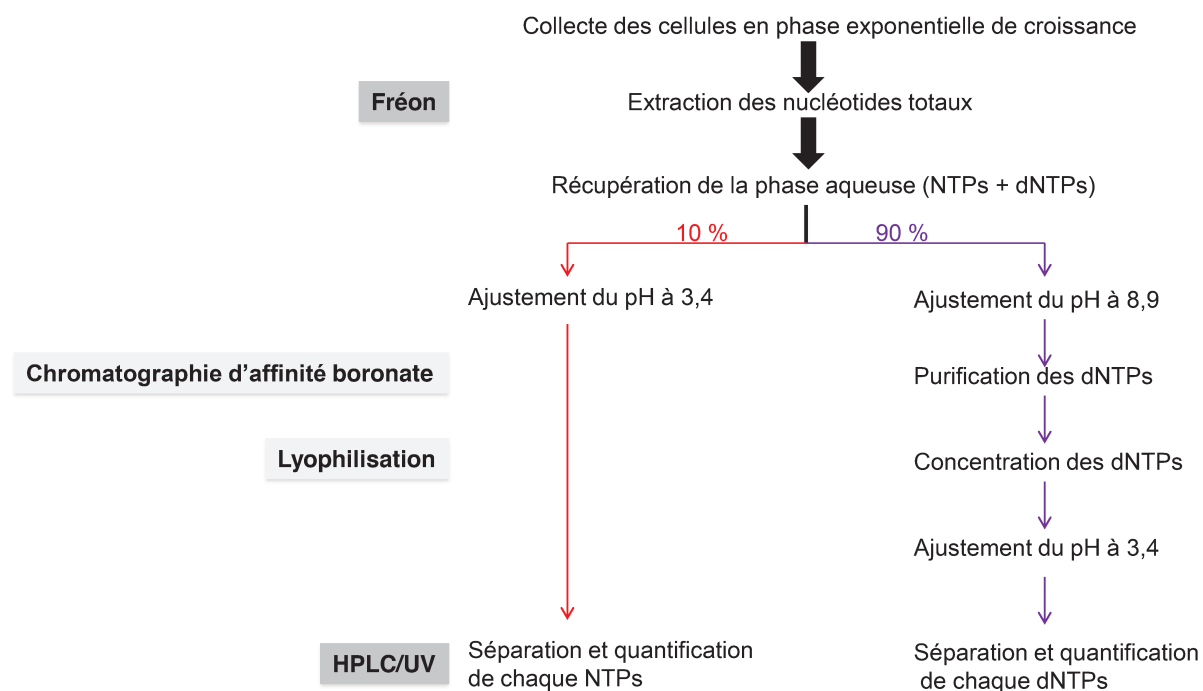 Collecte des cellules en phase exponentielle de croissance
Fréon
Extraction des nucléotides totaux
Récupération de la phase aqueuse (NTPs + dNTPs)
10 %
90 %
Ajustement du pH à 3,4
Ajustement du pH à 8,9
Chromatographie d’affinité boronate
Purification des dNTPs
Lyophilisation
Concentration des dNTPs
Ajustement du pH à 3,4
HPLC/UV
Séparation et quantification
de chaque NTPs
Séparation et quantification
de chaque dNTPs